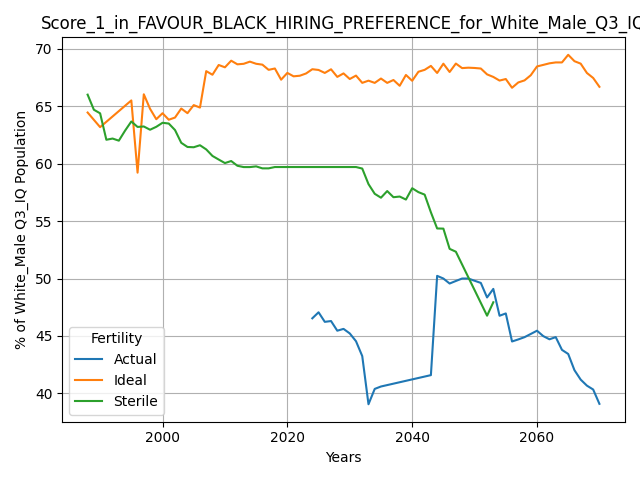 Score_1_in_FAVOUR_BLACK_HIRING_PREFERENCE_for_White_Male_Q3_IQ
70
65
60
55
50
45
40
% of White_Male Q3_IQ Population
Fertility
Actual
Ideal
Sterile
2000
2020
2040
2060
Years